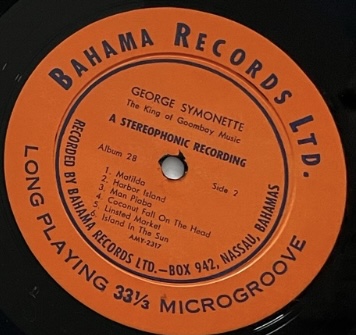 BAHAMA RECORDS LTD.
GEORGE SYMONETTE
The King of Goombay Music
A STEREOPHONIC RECORDING
Album 28
Side 2
1. Matilda
2. Harbor Island
3. Man Piaba
4. Coconut Fall On The Head
5. Linsted Market
6. Island In The Sun
AMY-2317
RECORDED BY BAHAMA RECORDS LTD.—BOX 942, NASSAU, BAHAMAS
LONG PLAYING 33⅓ MICROGROOVE